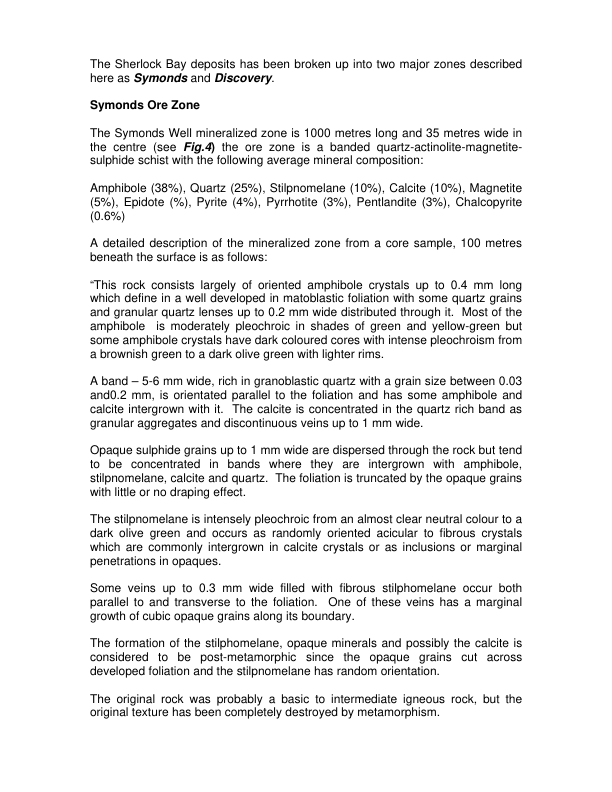 The Sherlock Bay deposits has been broken up into two major zones described
here as Symonds and Discovery.
Symonds Ore Zone
The Symonds Well mineralized zone is 1000 metres long and 35 metres wide in
the centre (see Fig.4) the ore zone is a banded quartz-actinolite-magnetite-
sulphide schist with the following average mineral composition:
Amphibole (38%), Quartz (25%), Stilpnomelane (10%), Calcite (10%), Magnetite
(5%), Epidote (%), Pyrite (4%), Pyrrhotite (3%), Pentlandite (3%), Chalcopyrite
(0.6%)
A detailed description of the mineralized zone from a core sample, 100 metres
beneath the surface is as follows:
“This rock consists largely of oriented amphibole crystals up to 0.4 mm long
which define in a well developed in matoblastic foliation with some quartz grains
and granular quartz lenses up to 0.2 mm wide distributed through it. Most of the
amphibole is moderately pleochroic in shades of green and yellow-green but
some amphibole crystals have dark coloured cores with intense pleochroism from
a brownish green to a dark olive green with lighter rims.
A band – 5-6 mm wide, rich in granoblastic quartz with a grain size between 0.03
and0.2 mm, is orientated parallel to the foliation and has some amphibole and
calcite intergrown with it. The calcite is concentrated in the quartz rich band as
granular aggregates and discontinuous veins up to 1 mm wide.
Opaque sulphide grains up to 1 mm wide are dispersed through the rock but tend
to be concentrated in bands where they are intergrown with amphibole,
stilpnomelane, calcite and quartz. The foliation is truncated by the opaque grains
with little or no draping effect.
The stilpnomelane is intensely pleochroic from an almost clear neutral colour to a
dark olive green and occurs as randomly oriented acicular to fibrous crystals
which are commonly intergrown in calcite crystals or as inclusions or marginal
penetrations in opaques.
Some veins up to 0.3 mm wide filled with fibrous stilphomelane occur both
parallel to and transverse to the foliation. One of these veins has a marginal
growth of cubic opaque grains along its boundary.
The formation of the stilphomelane, opaque minerals and possibly the calcite is
considered to be post-metamorphic since the opaque grains cut across
developed foliation and the stilpnomelane has random orientation.
The original rock was probably a basic to intermediate igneous rock, but the
original texture has been completely destroyed by metamorphism.